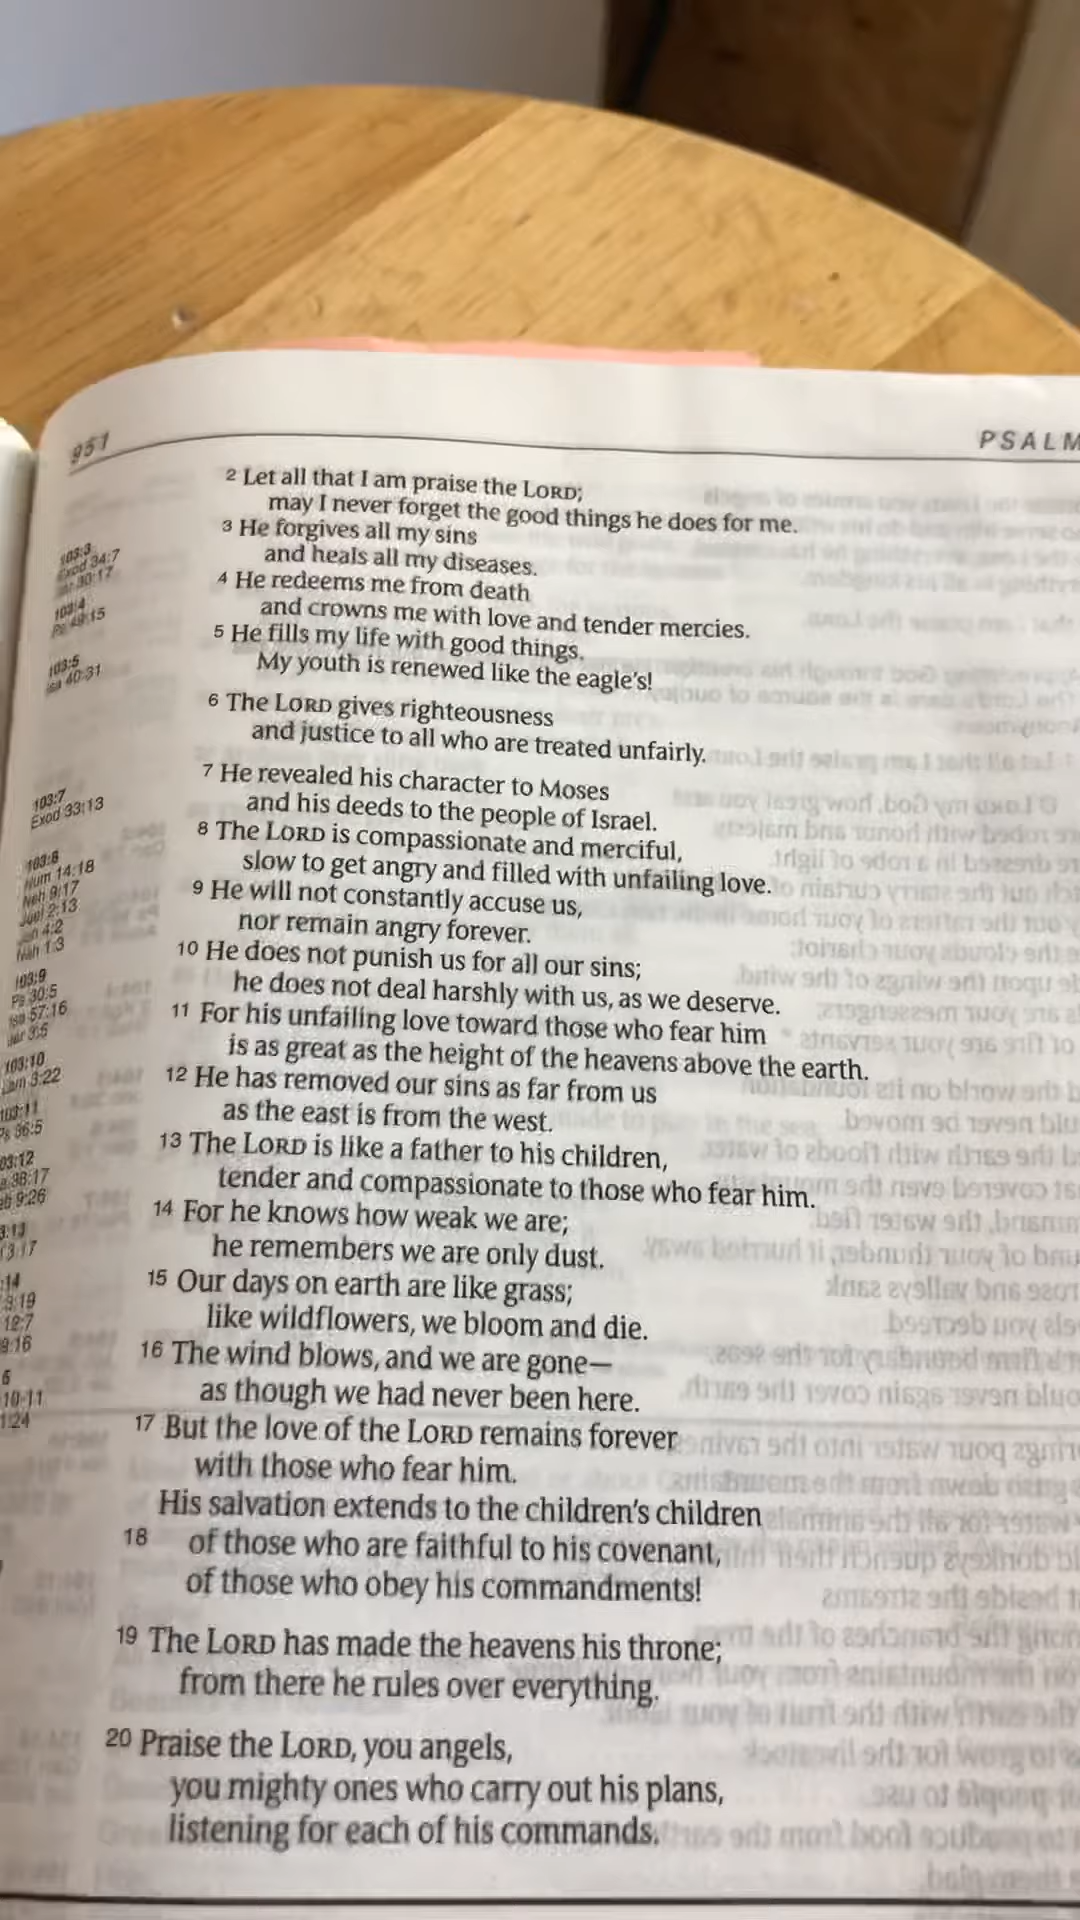 951
PSALM
2 Let all that I am praise the LORD;
may I never forget the good things he does for me.
3 He forgives all my sins
and heals all my diseases.
4 He redeems me from death
and crowns me with love and tender mercies.
5 He fills my life with good things.
My youth is renewed like the eagle's!
6 The LORD gives righteousness
and justice to all who are treated unfairly.
7 He revealed his character to Moses
and his deeds to the people of Israel.
8 The LORD is compassionate and merciful,
slow to get angry and filled with unfailing love.
9 He will not constantly accuse us,
nor remain angry forever.
10 He does not punish us for all our sins;
he does not deal harshly with us, as we deserve.
11 For his unfailing love toward those who fear him
is as great as the height of the heavens above the earth.
12 He has removed our sins as far from us
as the east is from the west.
13 The LORD is like a father to his children,
tender and compassionate to those who fear him.
14 For he knows how weak we are;
he remembers we are only dust.
15 Our days on earth are like grass;
like wildflowers, we bloom and die.
16 The wind blows, and we are gone—
as though we had never been here.
17 But the love of the LORD remains forever
with those who fear him.
His salvation extends to the children's children
18 of those who are faithful to his covenant,
of those who obey his commandments!
19 The LORD has made the heavens his throne;
from there he rules over everything.
20 Praise the LORD, you angels,
you mighty ones who carry out his plans,
listening for each of his commands.
103:3
Exod 34:7
30:17
103:4
Ps 49:15
103:5
Isa 40:31
103:7
Exod 33:13
103:8
Num 14:18
Neh 9:17
Joel 2:13
4:2
Nah 1:3
103:9
Ps 30:5
Isa 57:16
Jer 3:5
103:10
3:22
103:11
Ps 36:5
03:12
38:17
9:26
3:13
3:17
:14
3:19
12:7
9:16
6
10-11
1:24